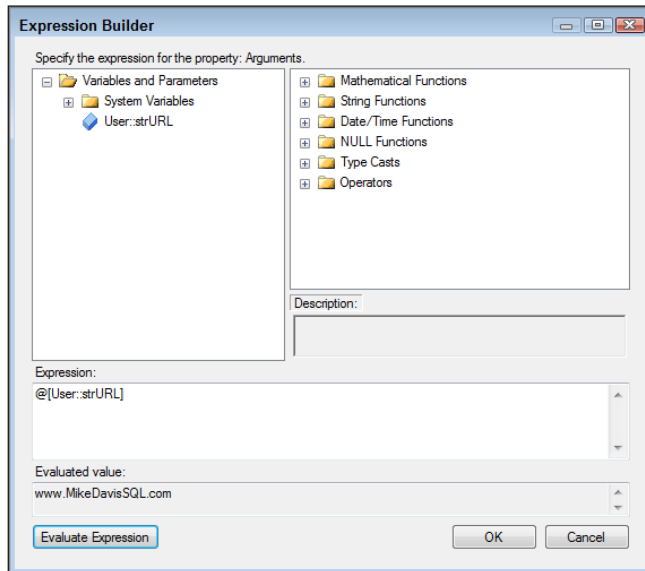 Expression Builder
Specify the expression for the property: Arguments.
Variables and Parameters
System Variables
User::strURL
Mathematical Functions
String Functions
Date/Time Functions
NULL Functions
Type Casts
Operators
Description:
Expression:
@[User::strURL]
Evaluated value:
www.MikeDavisSQL.com
Evaluate Expression
OK
Cancel